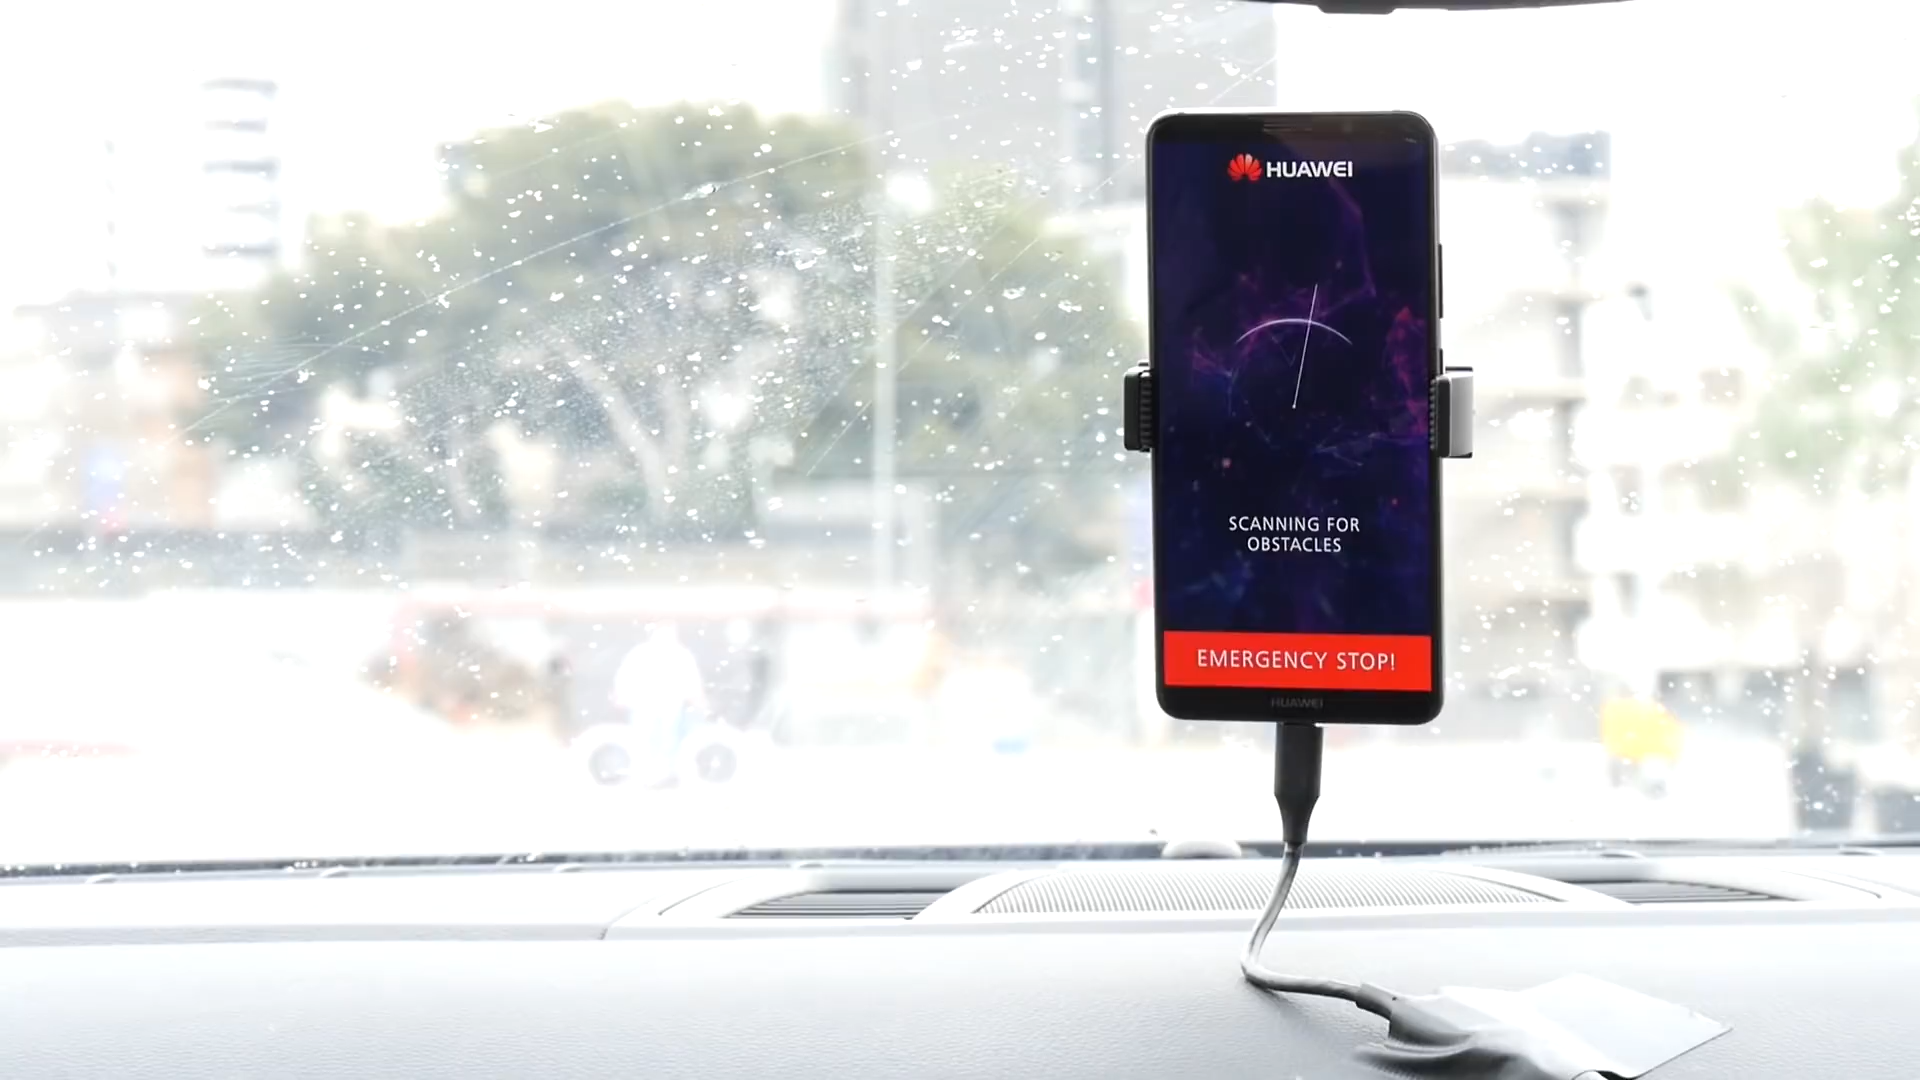 HUAWEI
SCANNING FOR
OBSTACLES
EMERGENCY STOP!
HUAWEI